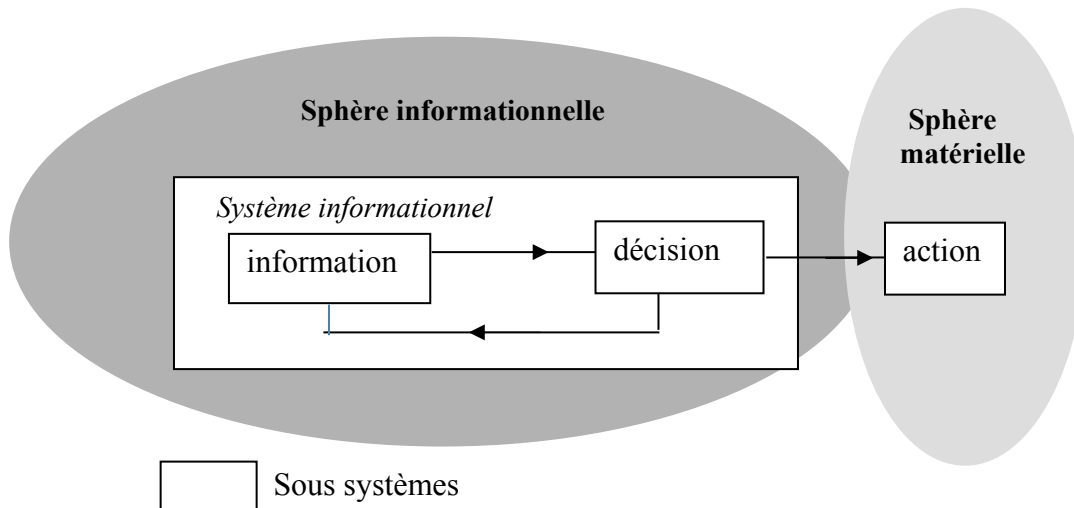 Sphère informationnelle
Sphère
matérielle
Système informationnel
information
décision
action
Sous systèmes